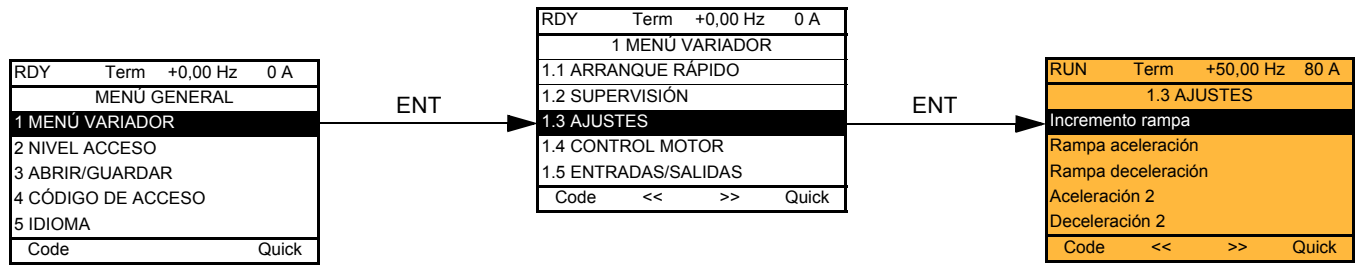 RDY Term +0,00 Hz 0 A
MENÚ GENERAL
1 MENÚ VARIADOR
2 NIVEL ACCESO
3 ABRIR/GUARDAR
4 CÓDIGO DE ACCESO
5 IDIOMA
Code Quick
ENT
RDY Term +0,00 Hz 0 A
1 MENÚ VARIADOR
1.1 ARRANQUE RÁPIDO
1.2 SUPERVISIÓN
1.3 AJUSTES
1.4 CONTROL MOTOR
1.5 ENTRADAS/SALIDAS
Code << >> Quick
ENT
RUN Term +50,00 Hz 80 A
1.3 AJUSTES
Incremento rampa
Rampa aceleración
Rampa deceleración
Aceleración 2
Deceleración 2
Code << >> Quick